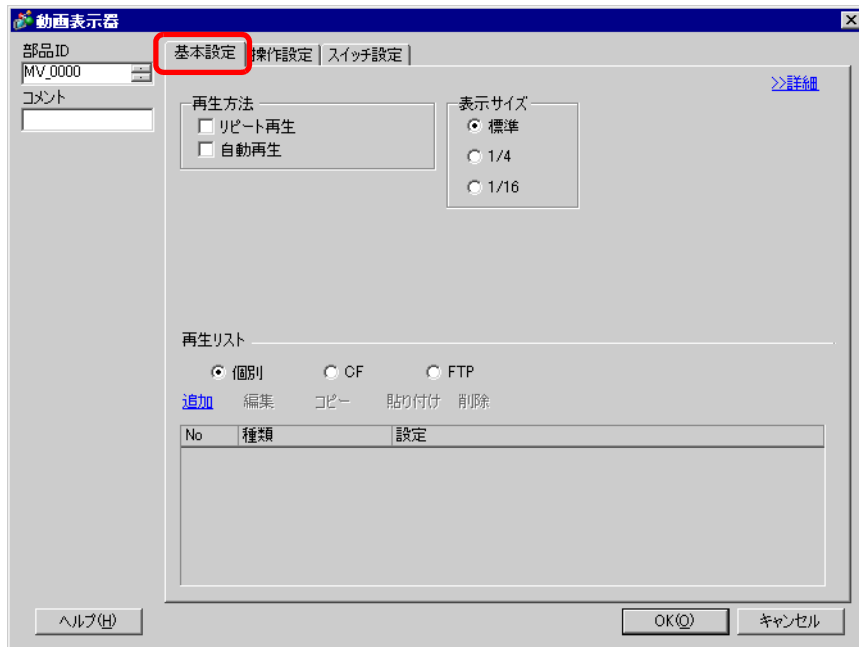 動画表示器
部品ID
MV_0000
コメント
基本設定 操作設定 スイッチ設定
>>詳細
再生方法
リピート再生
自動再生
表示サイズ
標準
1/4
1/16
再生リスト
個別 CF FTP
追加 編集 コピー 貼り付け 削除
No 種類 設定
ヘルプ(H) OK(O) キャンセル